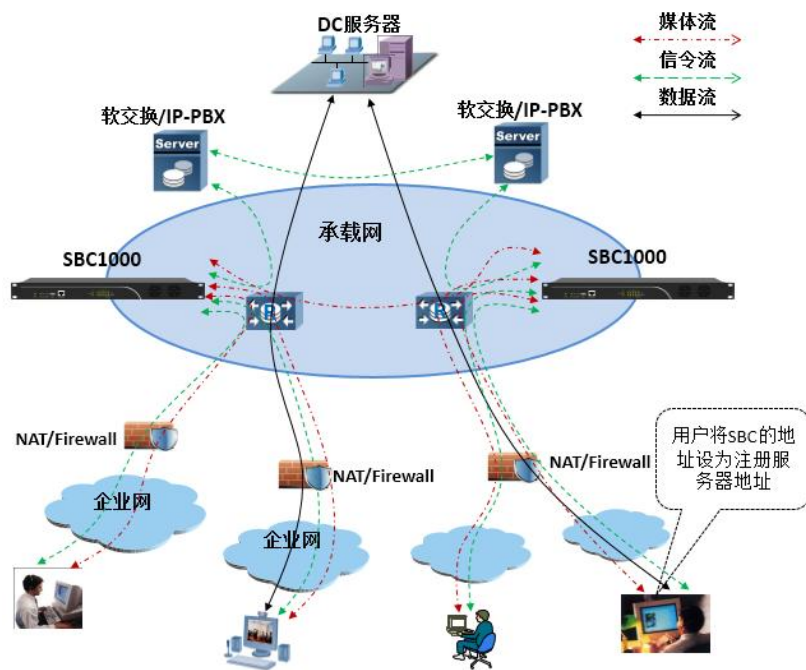 DC服务器
媒体流
信令流
数据流
软交换/IP-PBX
软交换/IP-PBX
Server
Server
承载网
SBC1000
SBC1000
R
R
NAT/Firewall
NAT/Firewall
NAT/Firewall
用户将SBC的地
址设为注册服
务器地址
企业网
企业网